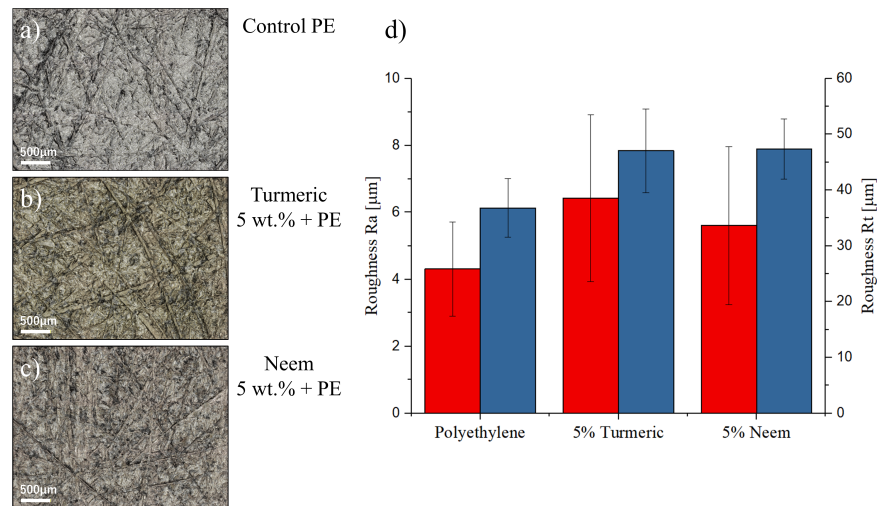 a)
Control PE
500μm
b)
Turmeric
5 wt.% + PE
500μm
c)
Neem
5 wt.% + PE
500μm
d)
Roughness Ra [μm]
10
8
6
4
2
0
Polyethylene
5% Turmeric
5% Neem
60
50
40
30
20
10
0
Roughness Rt [μm]